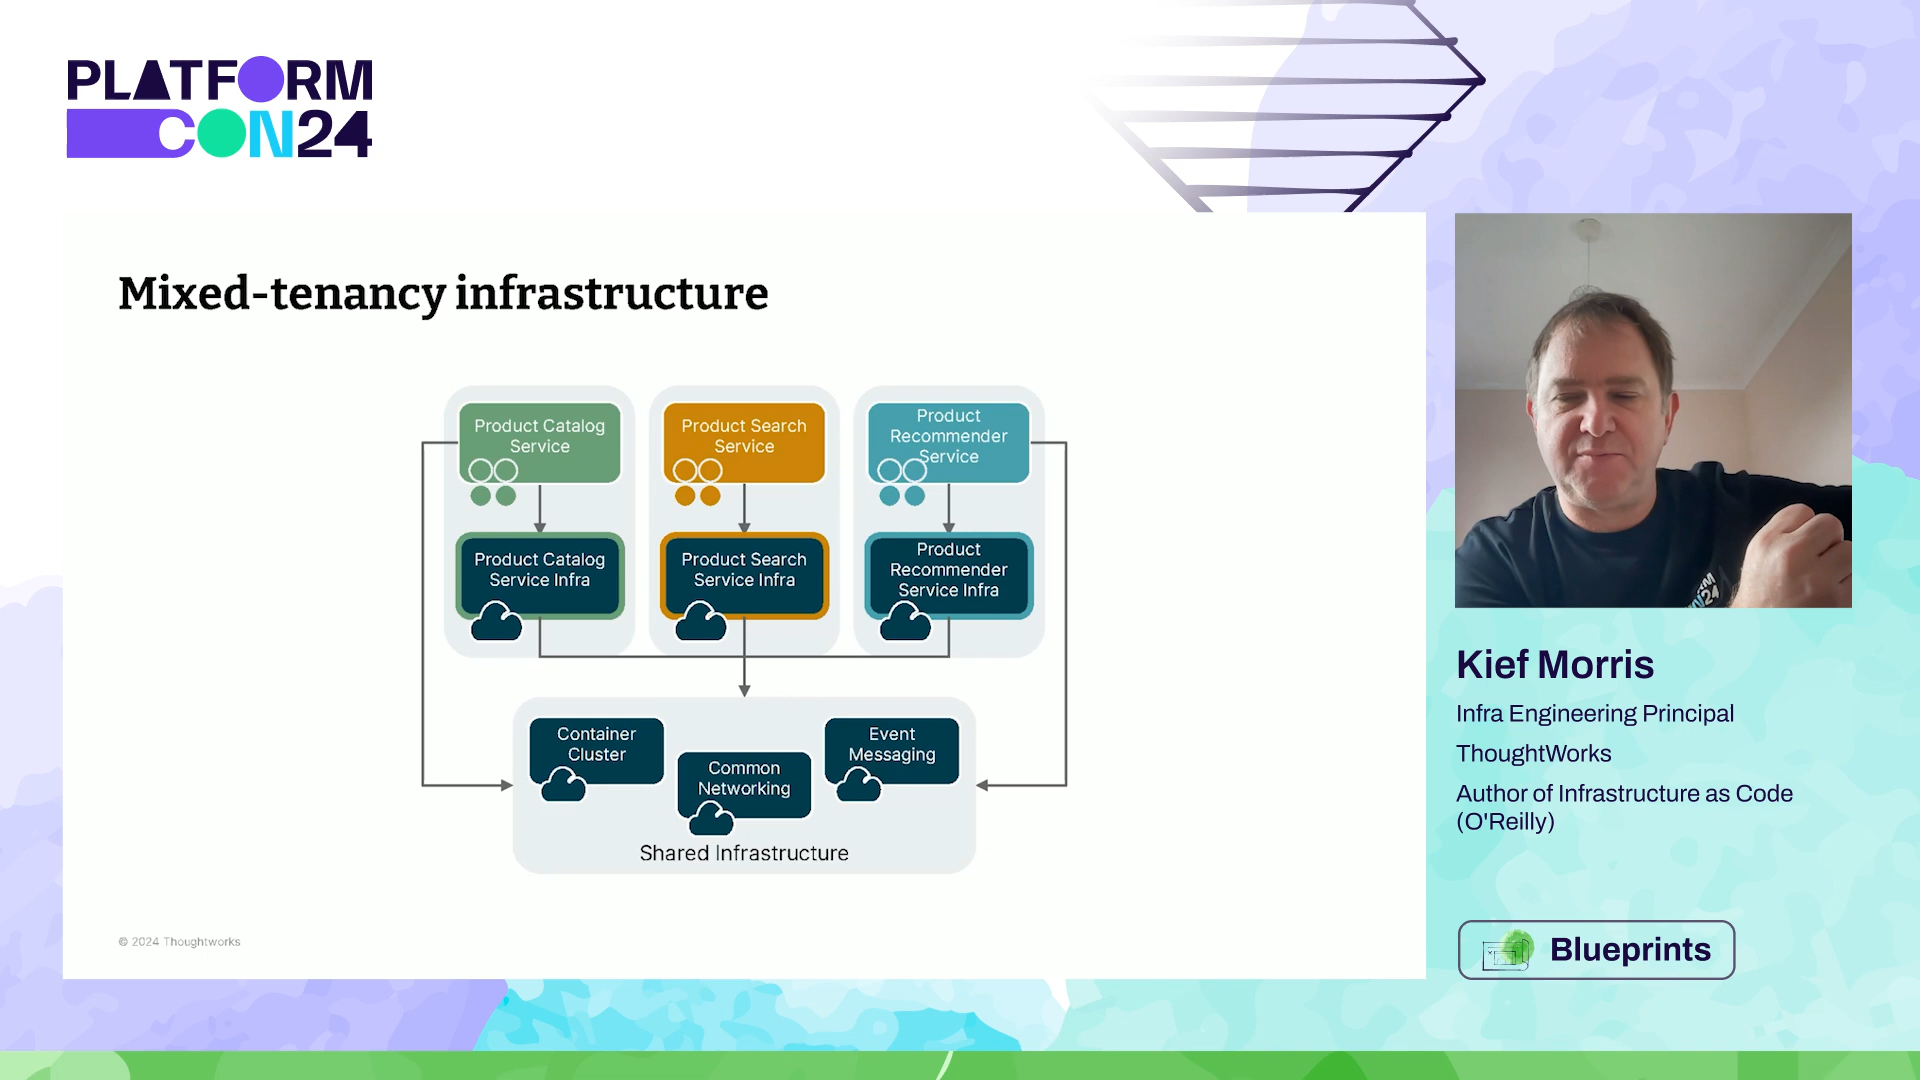 PLATFORM
CON24
Mixed-tenancy infrastructure
Product Catalog
Service
Product Search
Service
Product
Recommender
Service
Product Catalog
Service Infra
Product Search
Service Infra
Product
Recommender
Service Infra
Container
Cluster
Common
Networking
Event
Messaging
Shared Infrastructure
© 2024 Thoughtworks
Kief Morris
Infra Engineering Principal
ThoughtWorks
Author of Infrastructure as Code
(O'Reilly)
Blueprints